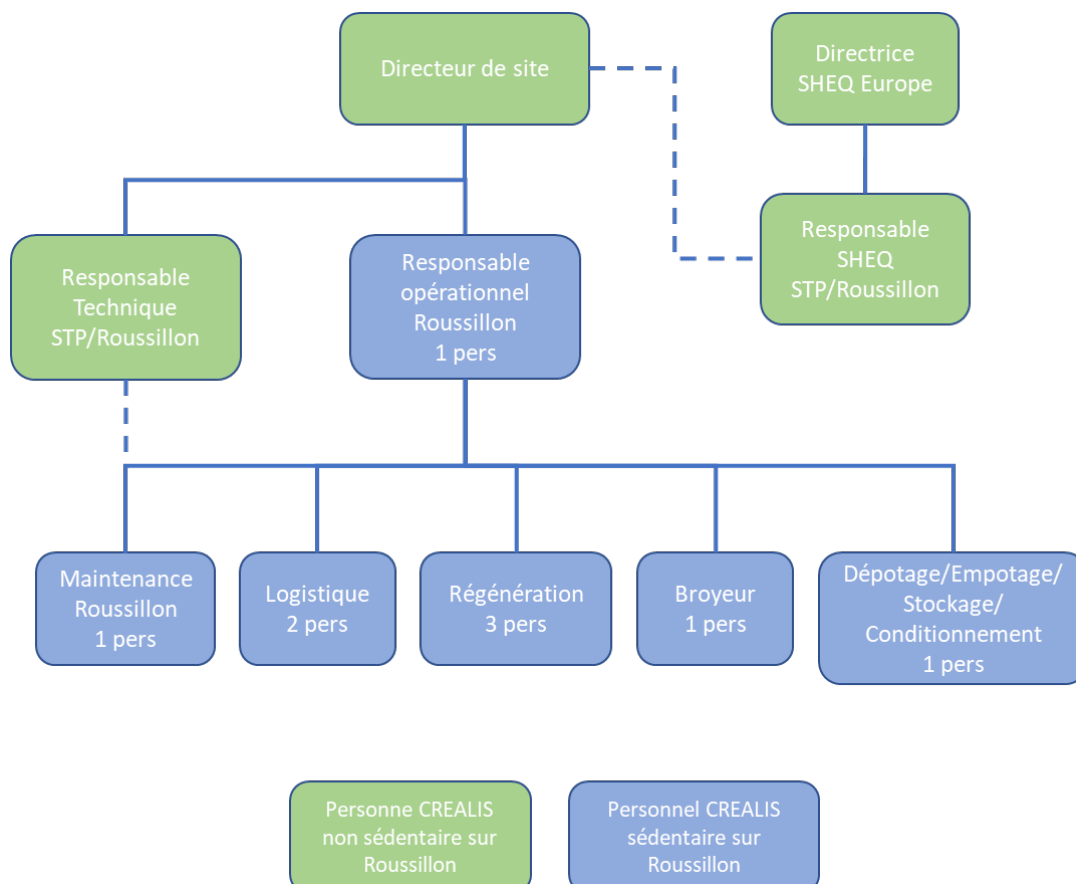 Directeur de site
Directrice
SHEQ Europe
Responsable
Technique
STP/Roussillon
Responsable
opérationnel
Roussillon
1 pers
Responsable
SHEQ
STP/Roussillon
Maintenance
Roussillon
1 pers
Logistique
2 pers
Régénération
3 pers
Broyeur
1 pers
Dépotage/Empotage/
Stockage/
Conditionnement
1 pers
Personne CREALIS
non sédentaire sur
Roussillon
Personnel CREALIS
sédentaire sur
Roussillon